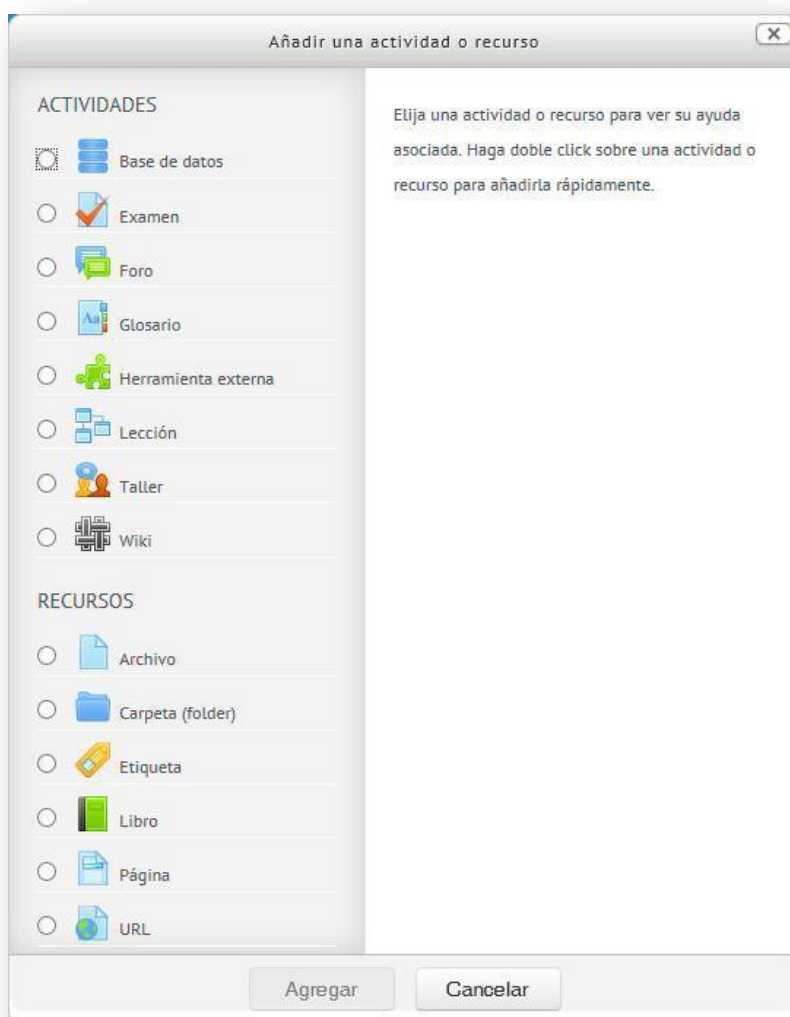 Añadir una actividad o recurso
ACTIVIDADES
Base de datos
Examen
Foro
Aa
Glosario
Herramienta externa
Lección
Taller
Wiki
RECURSOS
Archivo
Carpeta (folder)
Etiqueta
Libro
Página
URL
Elija una actividad o recurso para ver su ayuda
asociada. Haga doble click sobre una actividad o
recurso para añadirla rápidamente.
Agregar
Cancelar